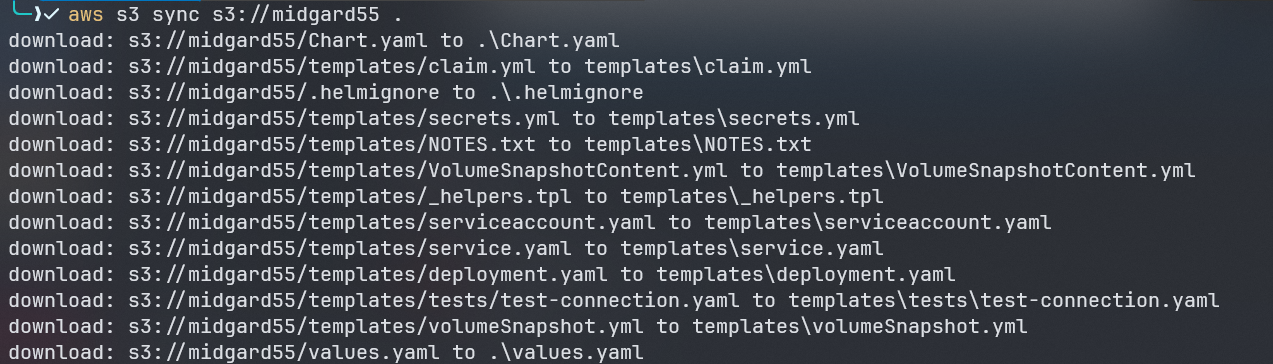 aws s3 sync s3://midgard55 .
download: s3://midgard55/Chart.yaml to .\Chart.yaml
download: s3://midgard55/templates/claim.yml to templates\claim.yml
download: s3://midgard55/.helmignore to .\.helmignore
download: s3://midgard55/templates/secrets.yml to templates\secrets.yml
download: s3://midgard55/templates/NOTES.txt to templates\NOTES.txt
download: s3://midgard55/templates/VolumeSnapshotContent.yml to templates\VolumeSnapshotContent.yml
download: s3://midgard55/templates/_helpers.tpl to templates\_helpers.tpl
download: s3://midgard55/templates/serviceaccount.yaml to templates\serviceaccount.yaml
download: s3://midgard55/templates/service.yaml to templates\service.yaml
download: s3://midgard55/templates/deployment.yaml to templates\deployment.yaml
download: s3://midgard55/templates/tests/test-connection.yaml to templates\tests\test-connection.yaml
download: s3://midgard55/templates/volumeSnapshot.yml to templates\volumeSnapshot.yml
download: s3://midgard55/values.yaml to .\values.yaml